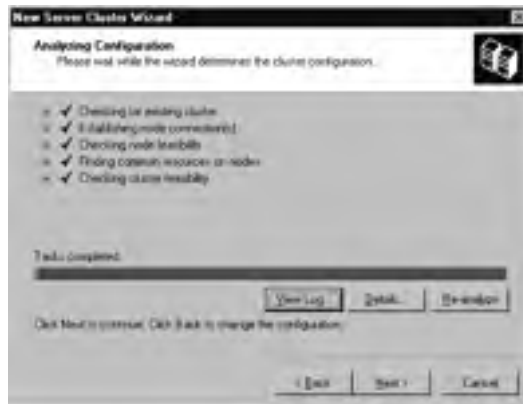 New Server Cluster Wizard
Analyzing Configuration
Please wait while the wizard determines the cluster configuration.
Checking for existing cluster
Establishing node connection(s)
Checking node feasibility
Finding common resources on nodes
Checking cluster feasibility
Tasks completed.
View Log... Details... Re-analyze
Click Next to continue. Click Back to change the configuration.
< Back Next > Cancel